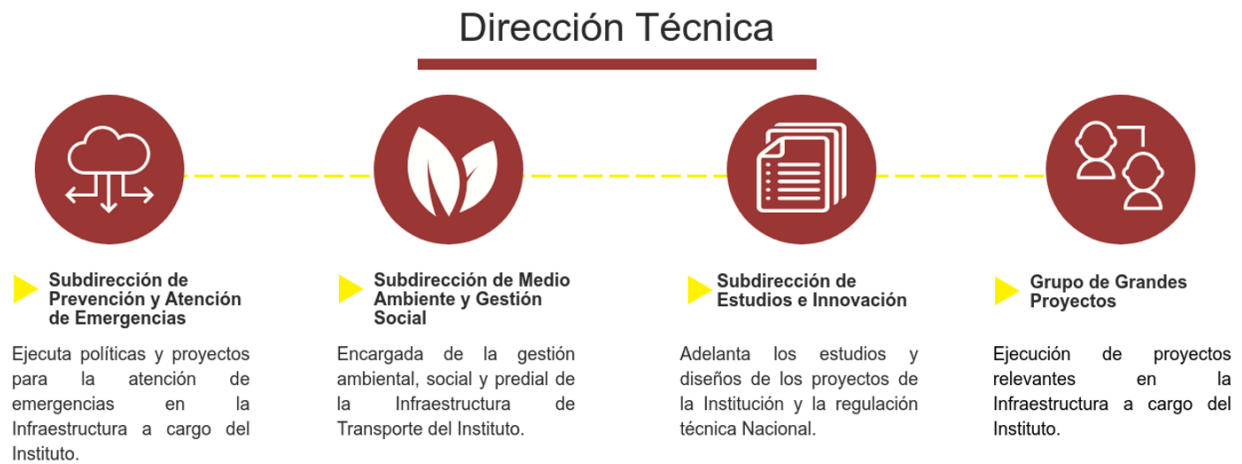 Dirección Técnica
Subdirección de
Prevención y Atención
de Emergencias
Ejecuta políticas y proyectos
para la atención de
emergencias en la
Infraestructura a cargo del
Instituto.
Subdirección de Medio
Ambiente y Gestión
Social
Encargada de la gestión
ambiental, social y predial de
la Infraestructura de
Transporte del Instituto.
Subdirección de
Estudios e Innovación
Adelanta los estudios y
diseños de los proyectos de
la Institución y la regulación
técnica Nacional.
Grupo de Grandes
Proyectos
Ejecución de proyectos
relevantes en la
Infraestructura a cargo del
Instituto.